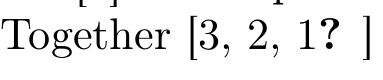 Together [3, 2, 1? ]